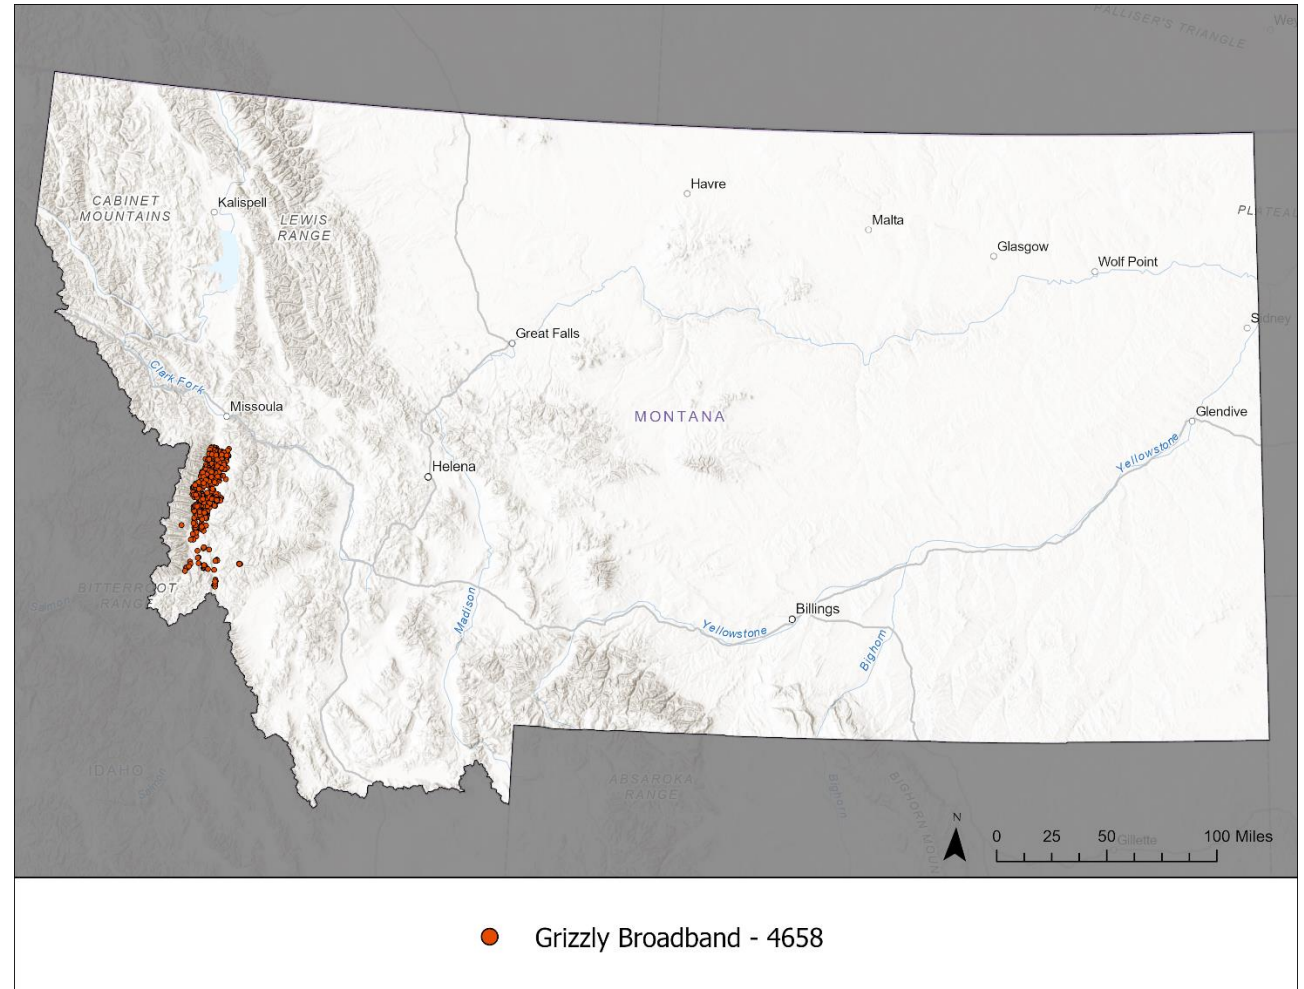 PALLISER'S TRIANGLE
Wey
CABINET
MOUNTAINS
Kalispell
LEWIS
RANGE
Havre
Malta
PLATEAU
Glasgow
Wolf Point
Sidney
Great Falls
Clark Fork
Missoula
MONTANA
Glendive
Yellowstone
Helena
BITTERROOT
RANGE
Madison
Yellowstone
Billings
Bighorn
IDAHO
ABSAROKA
RANGE
Bighorn
BIGHORN MOUN
Gillette
N
0 25 50 100 Miles
Grizzly Broadband - 4658